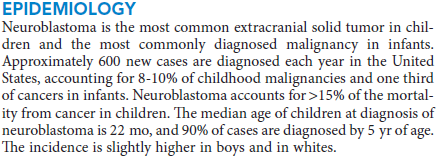 EPIDEMIOLOGY
Neuroblastoma is the most common extracranial solid tumor in chil-
dren and the most commonly diagnosed malignancy in infants.
Approximately 600 new cases are diagnosed each year in the United
States, accounting for 8-10% of childhood malignancies and one third
of cancers in infants. Neuroblastoma accounts for >15% of the mortal-
ity from cancer in children. The median age of children at diagnosis of
neuroblastoma is 22 mo, and 90% of cases are diagnosed by 5 yr of age.
The incidence is slightly higher in boys and in whites.